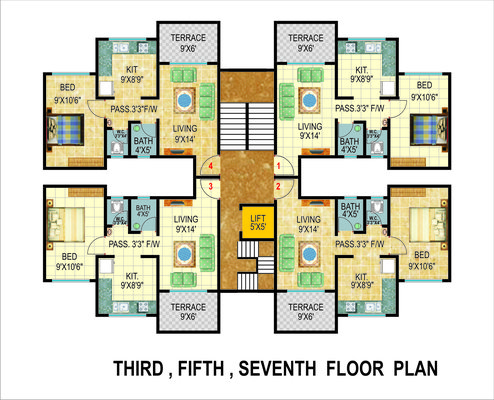 TERRACE
9'X6'
TERRACE
9'X6'
KIT.
9'X8'9"
KIT.
9'X8'9"
BED
9'X10'6"
BED
9'X10'6"
PASS.3'3"F/W
PASS.3'3"F/W
LIVING
9'X14'
LIVING
9'X14'
W.C.
BATH
4'X5'
BATH
4'X5'
W.C.
4
1
3
2
BATH
4'X5'
W.C.
LIVING
9'X14'
LIFT
5'X5'
LIVING
9'X14'
BATH
4'X5'
W.C.
PASS. 3'3" F/W
PASS.3'3" F/W
BED
9'X10'6"
BED
9'X10'6"
KIT.
9'X8'9"
KIT.
9'X8'9"
TERRACE
9'X6'
TERRACE
9'X6'
THIRD , FIFTH , SEVENTH FLOOR PLAN